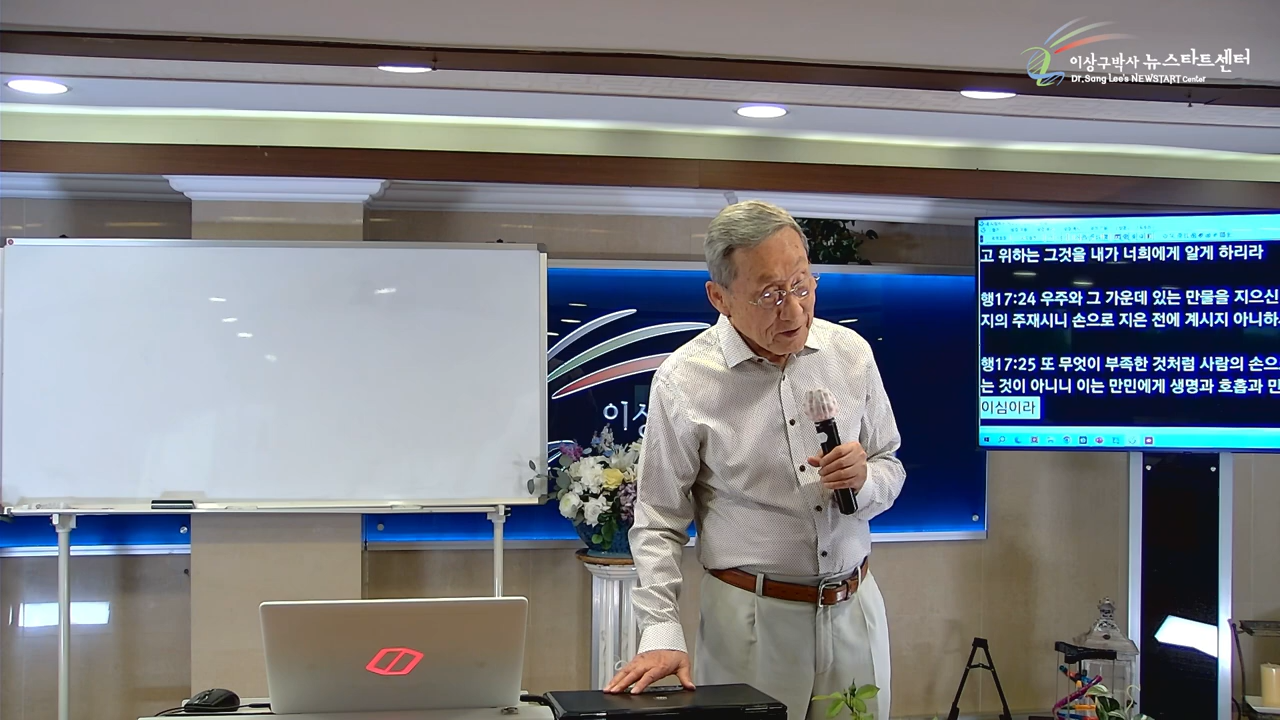 이상구박사 뉴스타트센터
Dr.Sang Lee's NEWSTART Center
고 위하는 그것을 내가 너희에게 알게 하리라
행17:24 우주와 그 가운데 있는 만물을 지으신
지의 주재시니 손으로 지은 전에 계시지 아니하
행17:25 또 무엇이 부족한 것처럼 사람의 손으
는 것이 아니니 이는 만민에게 생명과 호흡과 만
이심이라
이상